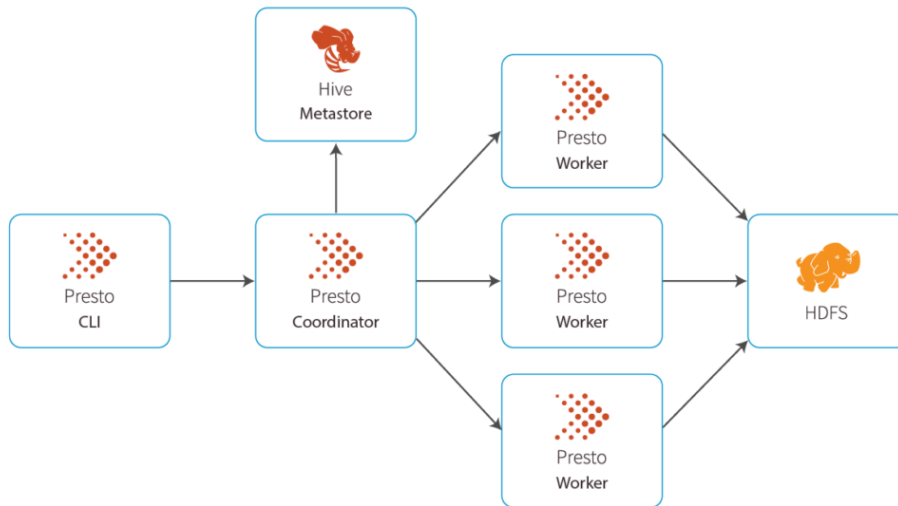 Hive
Metastore
Presto
Worker
Presto
CLI
Presto
Coordinator
Presto
Worker
HDFS
Presto
Worker